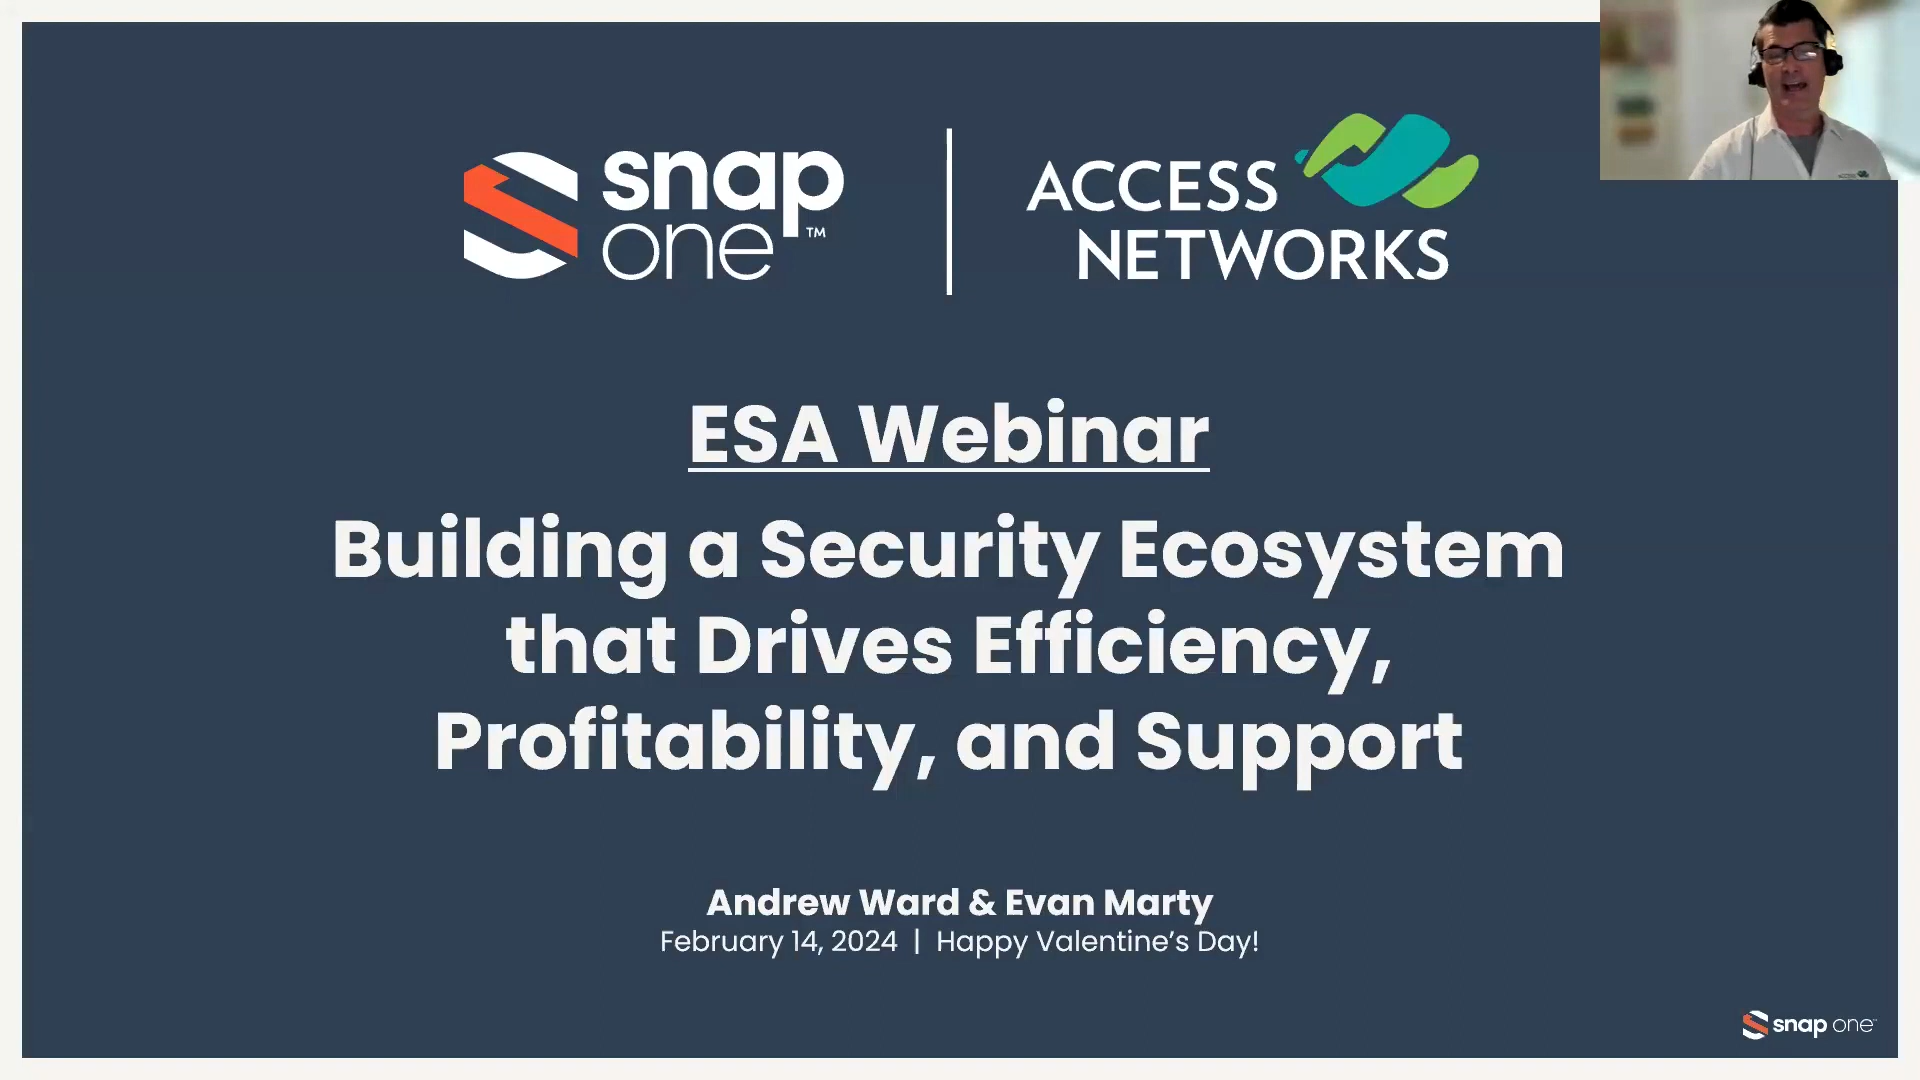 snap
one™
ACCESS
NETWORKS
ESA Webinar
Building a Security Ecosystem
that Drives Efficiency,
Profitability, and Support
Andrew Ward & Evan Marty
February 14, 2024 | Happy Valentine's Day!
snap one™